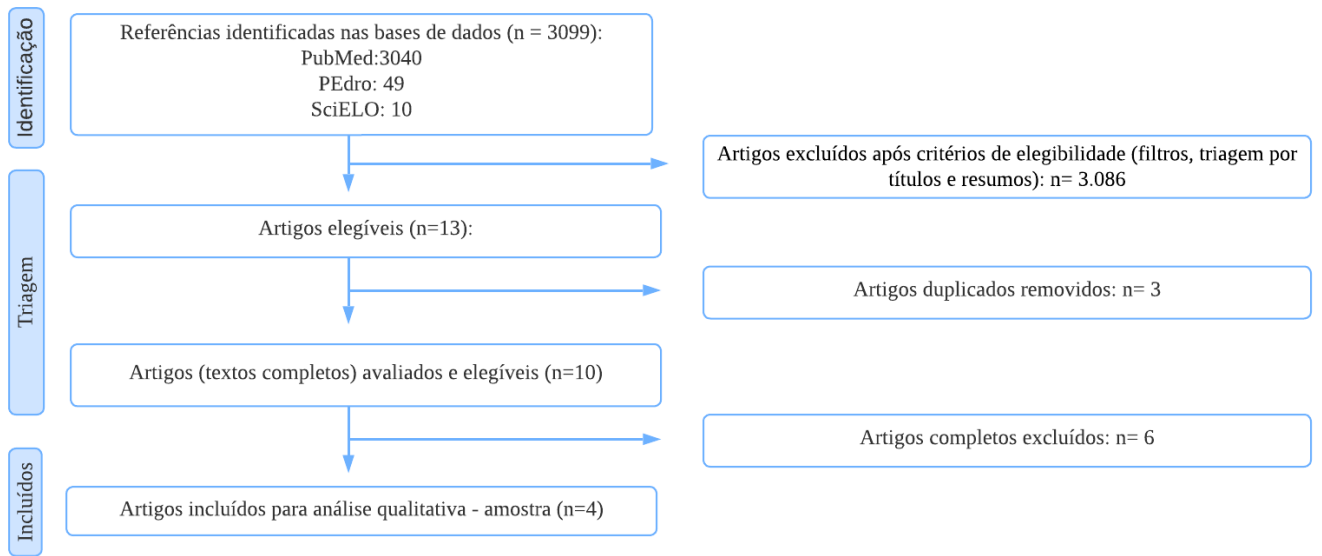 Identificação
Referências identificadas nas bases de dados (n = 3099):
PubMed:3040
PEdro: 49
SciELO: 10
Artigos excluídos após critérios de elegibilidade (filtros, triagem por
títulos e resumos): n= 3.086
Triagem
Artigos elegíveis (n=13):
Artigos duplicados removidos: n= 3
Artigos (textos completos) avaliados e elegíveis (n=10)
Artigos completos excluídos: n= 6
Incluídos
Artigos incluídos para análise qualitativa - amostra (n=4)